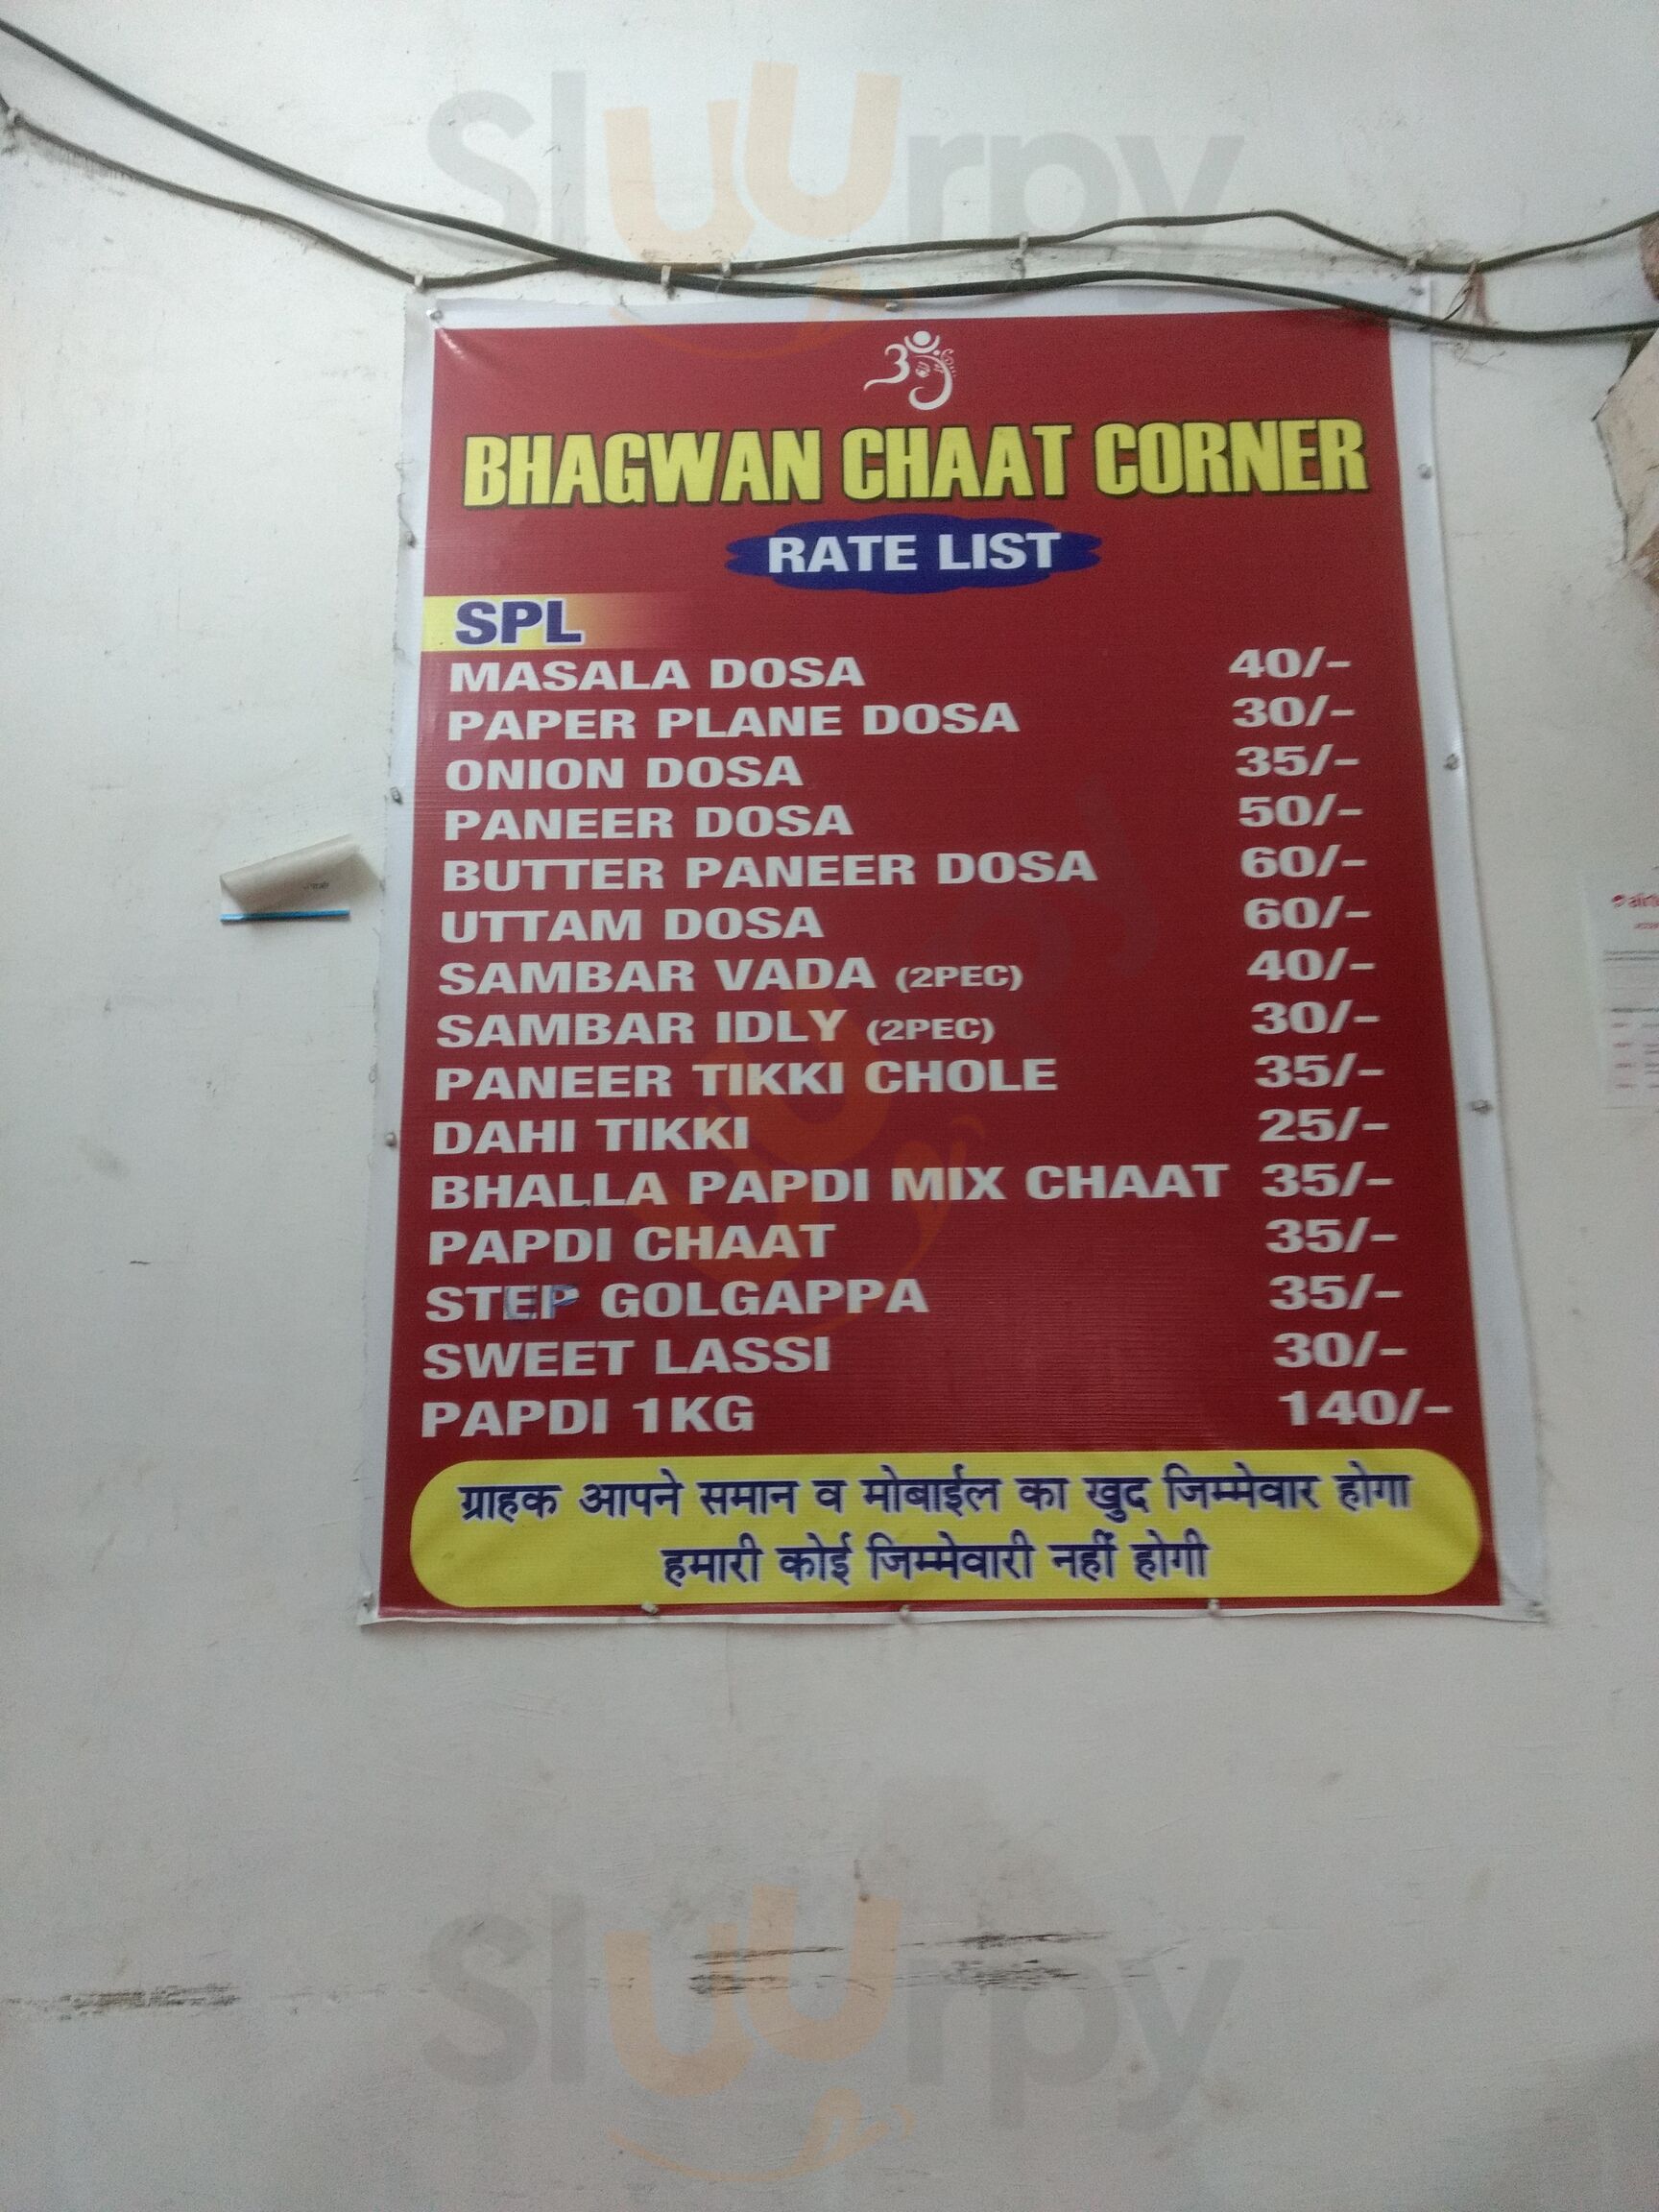 Sluurpy
ॐ
BHAGWAN CHAAT CORNER
RATE LIST
SPL
MASALA DOSA 40/-
PAPER PLANE DOSA 30/-
ONION DOSA 35/-
PANEER DOSA 50/-
BUTTER PANEER DOSA 60/-
UTTAM DOSA 60/-
SAMBAR VADA (2PEC) 40/-
SAMBAR IDLY (2PEC) 30/-
PANEER TIKKI CHOLE 35/-
DAHI TIKKI 25/-
BHALLA PAPDI MIX CHAAT 35/-
PAPDI CHAAT 35/-
STEP GOLGAPPA 35/-
SWEET LASSI 30/-
PAPDI 1KG 140/-
ग्राहक आपने समान व मोबाईल का खुद जिम्मेवार होगा
हमारी कोई जिम्मेवारी नहीं होगी
Sluurpy